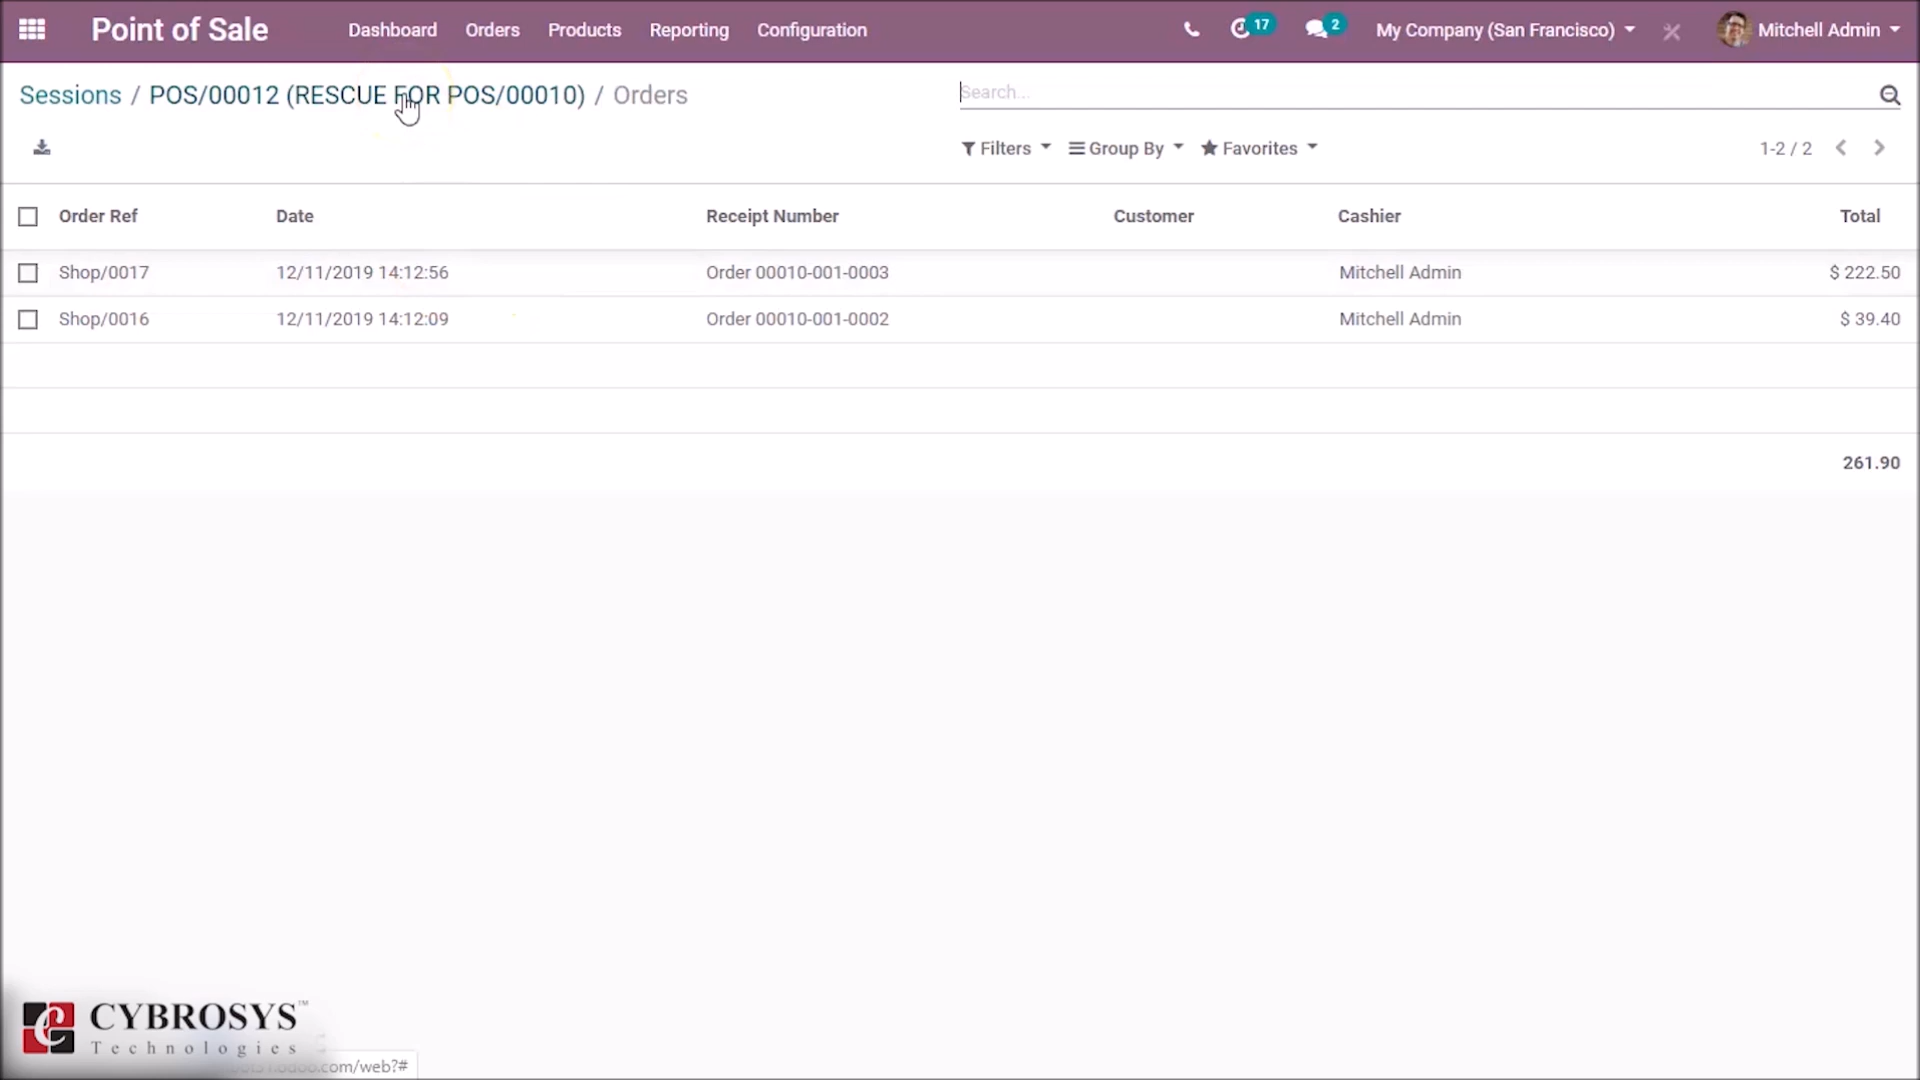 Point of Sale Dashboard Orders Products Reporting Configuration 17 2 My Company (San Francisco) Mitchell Admin
Sessions / POS/00012 (RESCUE FOR POS/00010) / Orders
Search...
Filters Group By Favorites 1-2 / 2
Order Ref Date Receipt Number Customer Cashier Total
Shop/0017 12/11/2019 14:12:56 Order 00010-001-0003 Mitchell Admin $ 222.50
Shop/0016 12/11/2019 14:12:09 Order 00010-001-0002 Mitchell Admin $ 39.40
261.90
CYBROSYS™
Technologies